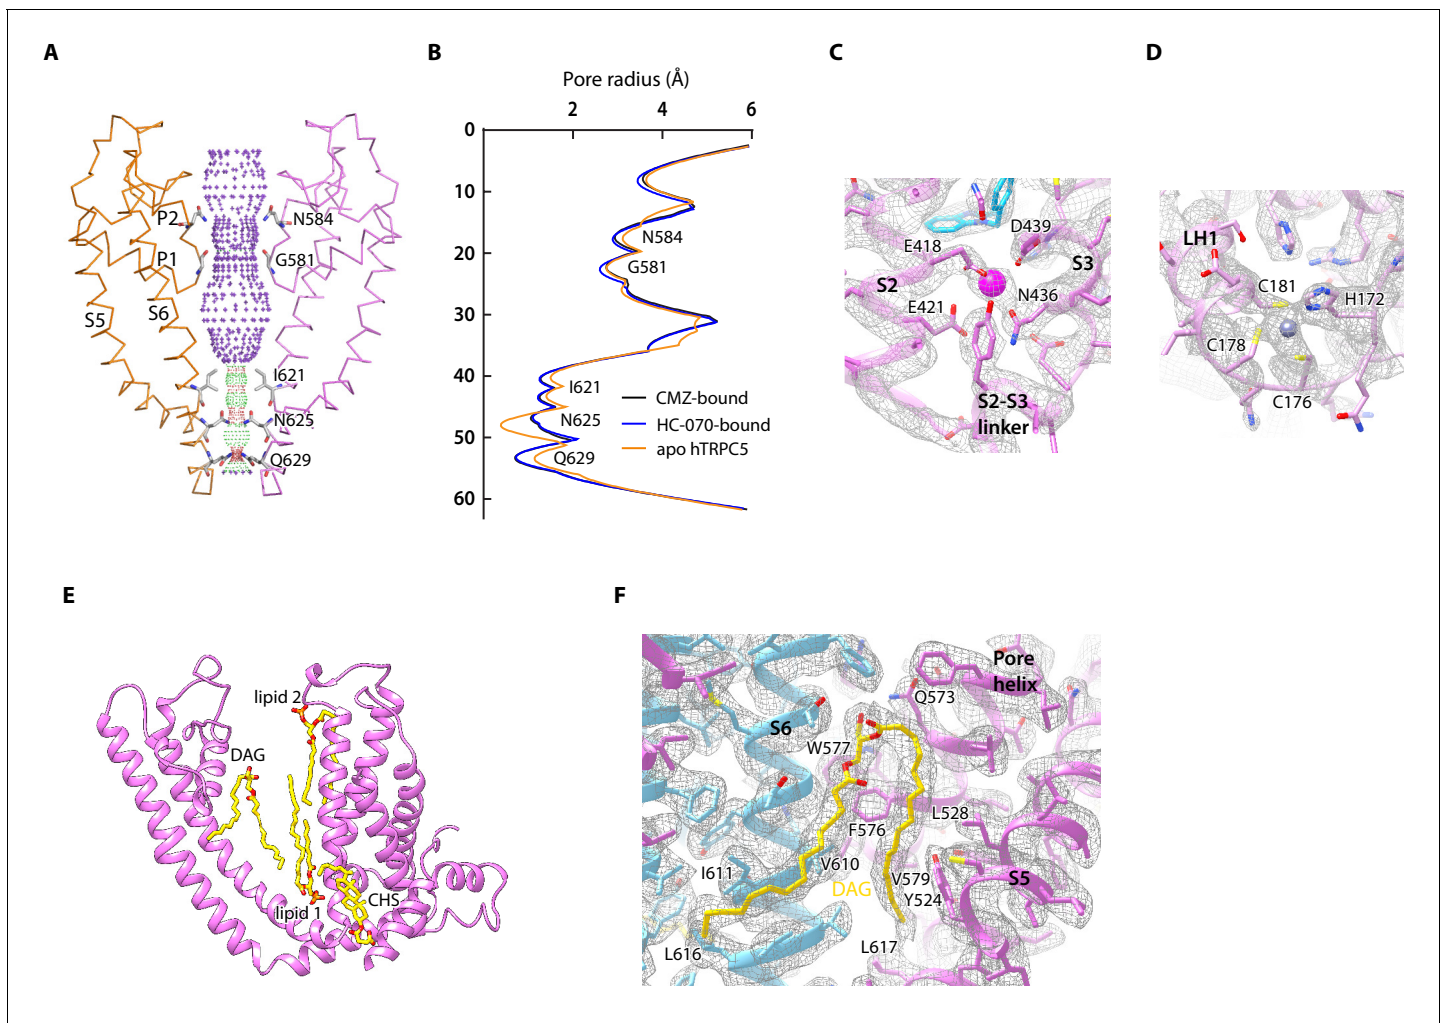 A
B
C
D
Pore radius (Å)
2
4
6
0
10
20
30
40
50
60
N584
G581
I621
N625
Q629
CMZ-bound
HC-070-bound
apo hTRPC5
P2
N584
P1
G581
S5
S6
I621
N625
Q629
D439
E418
S3
S2
N436
E421
S2-S3
linker
LH1
C181
H172
C178
C176
E
F
lipid 2
DAG
CHS
lipid 1
Pore
helix
Q573
S6
W577
L528
F576
V610
I611
V579
DAG
S5
Y524
L616
L617